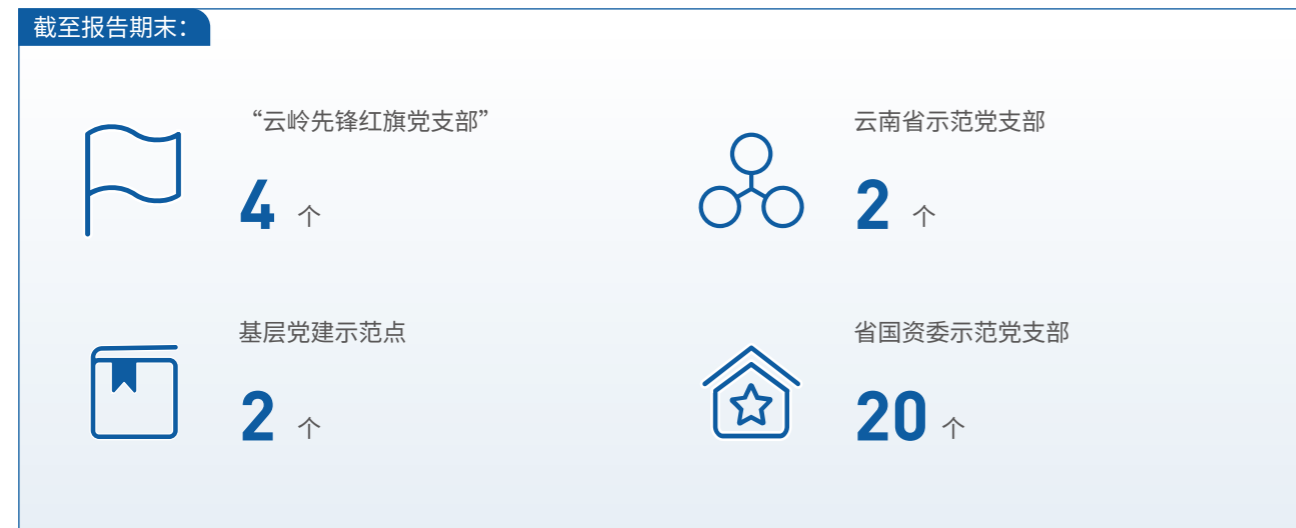 截至报告期末：
“云岭先锋红旗党支部”
4 个
云南省示范党支部
2 个
基层党建示范点
2 个
省国资委示范党支部
20 个